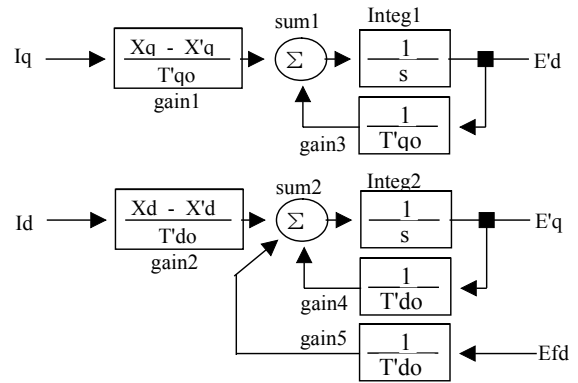 sum1
Integ1
Iq
Xq - X'q
T'qo
gain1
Σ
1
s
E'd
1
T'qo
gain3
sum2
Integ2
Id
Xd - X'd
T'do
gain2
Σ
1
s
E'q
1
T'do
gain4
gain5
1
T'do
Efd